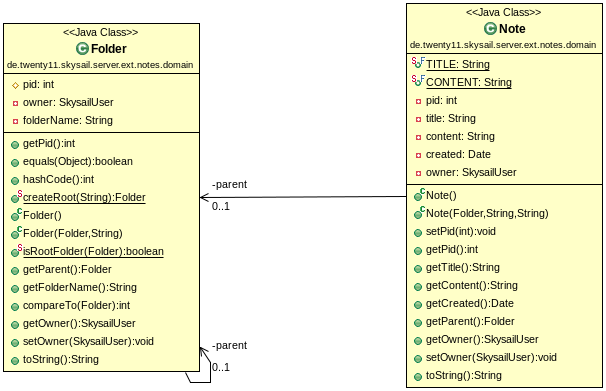 <<Java Class>>
Folder
de.twenty11.skysail.server.ext.notes.domain
pid: int
owner: SkysailUser
folderName: String
getPid():int
equals(Object):boolean
hashCode():int
createRoot(String):Folder
Folder()
Folder(Folder,String)
isRootFolder(Folder):boolean
getParent():Folder
getFolderName():String
compareTo(Folder):int
getOwner():SkysailUser
setOwner(SkysailUser):void
toString():String
-parent
0..1
-parent
0..1
<<Java Class>>
Note
de.twenty11.skysail.server.ext.notes.domain
TITLE: String
CONTENT: String
pid: int
title: String
content: String
created: Date
owner: SkysailUser
Note()
Note(Folder,String,String)
setPid(int):void
getPid():int
getTitle():String
getContent():String
getCreated():Date
getParent():Folder
getOwner():SkysailUser
setOwner(SkysailUser):void
toString():String